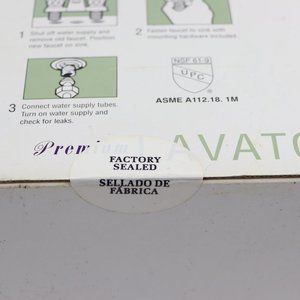 1 Shut off water supply and
remove old faucet. Position
new faucet on sink.
2 Fasten faucet to sink with
mounting hardware included.
NSF 61-9
UPC
ASME A112.18. 1M
3 Connect water supply tubes.
Turn on water supply and
check for leaks.
Premium LAVATO
FACTORY
SEALED
SELLADO DE
FÁBRICA